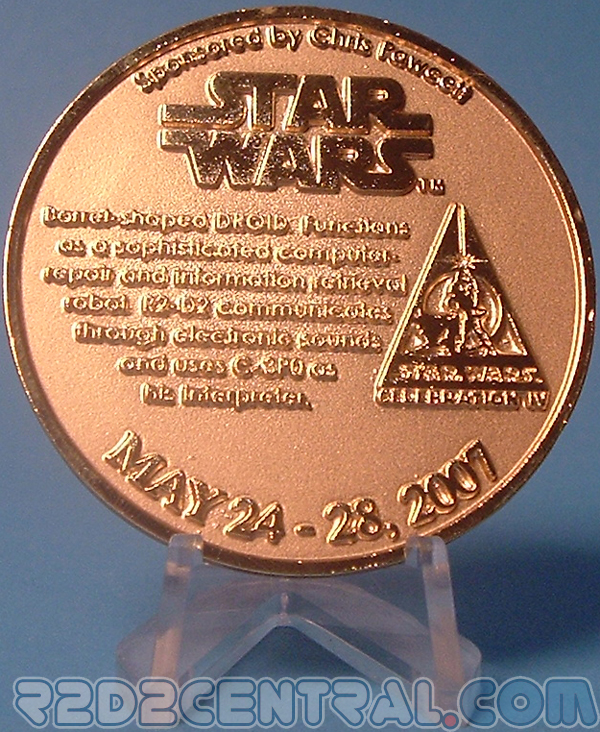 Sponsored by Chris Fawcett
STAR
WARS TM
Barrel-shaped DROID. Functions
as a sophisticated computer
repair and information retrieval
robot. R2-D2 communicates
through electronic sounds
and uses C-3PO as
his interpreter.
STAR WARS
CELEBRATION IV
MAY 24 - 28, 2007
R2D2CENTRAL.COM